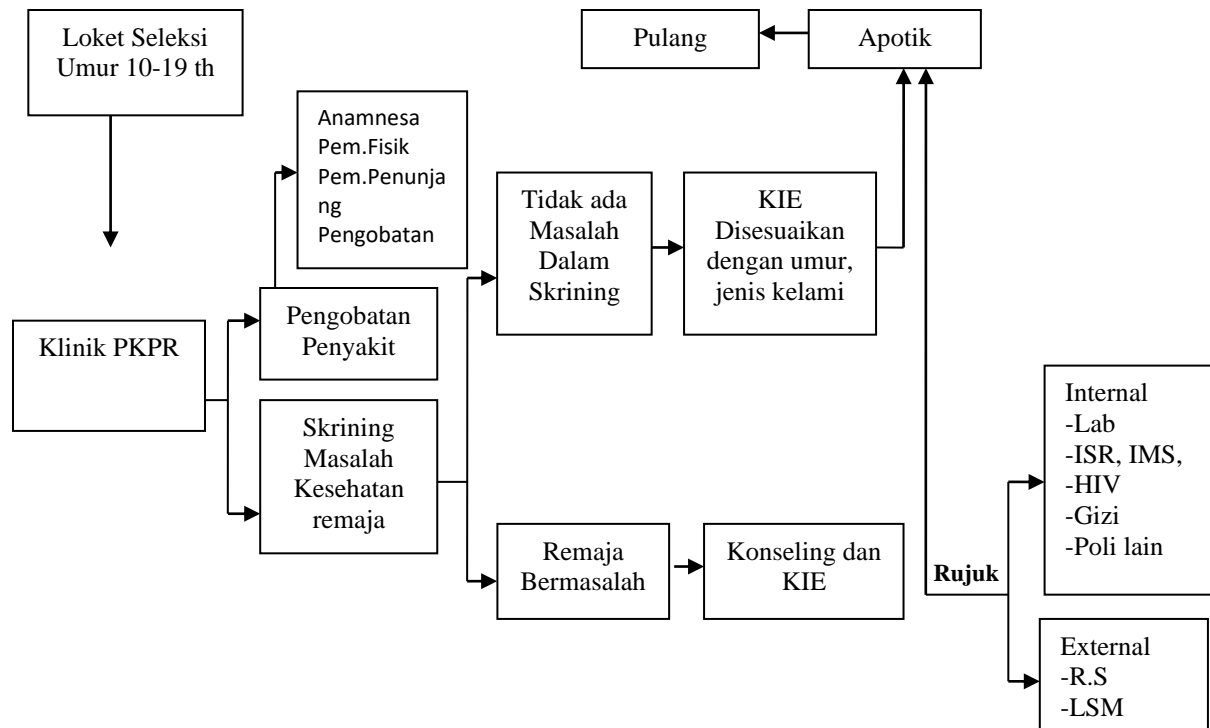 Loket Seleksi
Umur 10-19 th
Pulang
Apotik
Anamnesa
Pem.Fisik
Pem.Penunja
ng
Pengobatan
Tidak ada
Masalah
Dalam
Skrining
KIE
Disesuaikan
dengan umur,
jenis kelami
Klinik PKPR
Pengobatan
Penyakit
Skrining
Masalah
Kesehatan
remaja
Remaja
Bermasalah
Konseling dan
KIE
Rujuk
Internal
-Lab
-ISR, IMS,
-HIV
-Gizi
-Poli lain
External
-R.S
-LSM